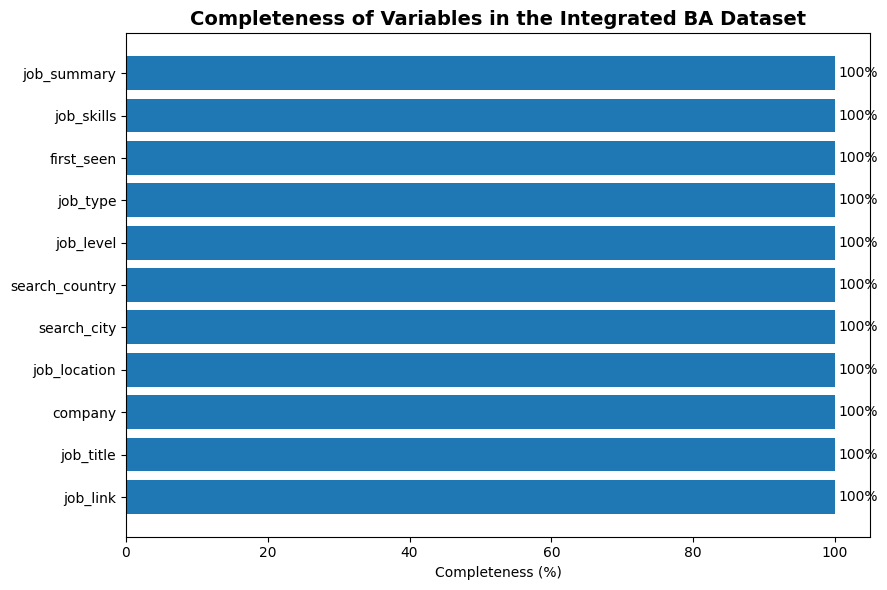 Completeness of Variables in the Integrated BA Dataset
job_summary 100%
job_skills 100%
first_seen 100%
job_type 100%
job_level 100%
search_country 100%
search_city 100%
job_location 100%
company 100%
job_title 100%
job_link 100%
0 20 40 60 80 100
Completeness (%)